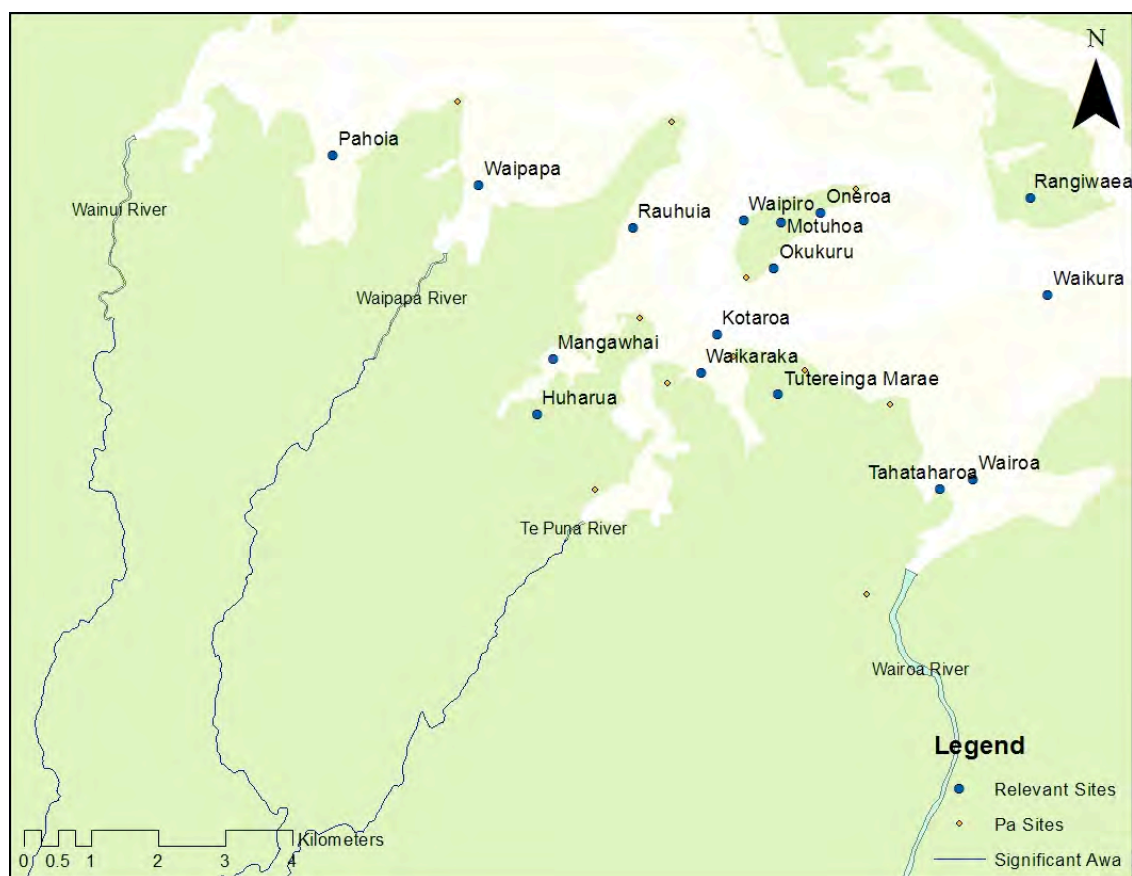 N
Pahoia
Waipapa
Rangiwaea
Wainui River
Oneroa
Waipiro
Rauhuia
Motuhoa
Okukuru
Waipapa River
Waikura
Kotaroa
Mangawhai
Waikaraka
Tutereinga Marae
Huharua
Wairoa
Tahataharoa
Te Puna River
Wairoa River
Legend
Relevant Sites
Pa Sites
Significant Awa
Kilometers
0 0.5 1 2 3 4